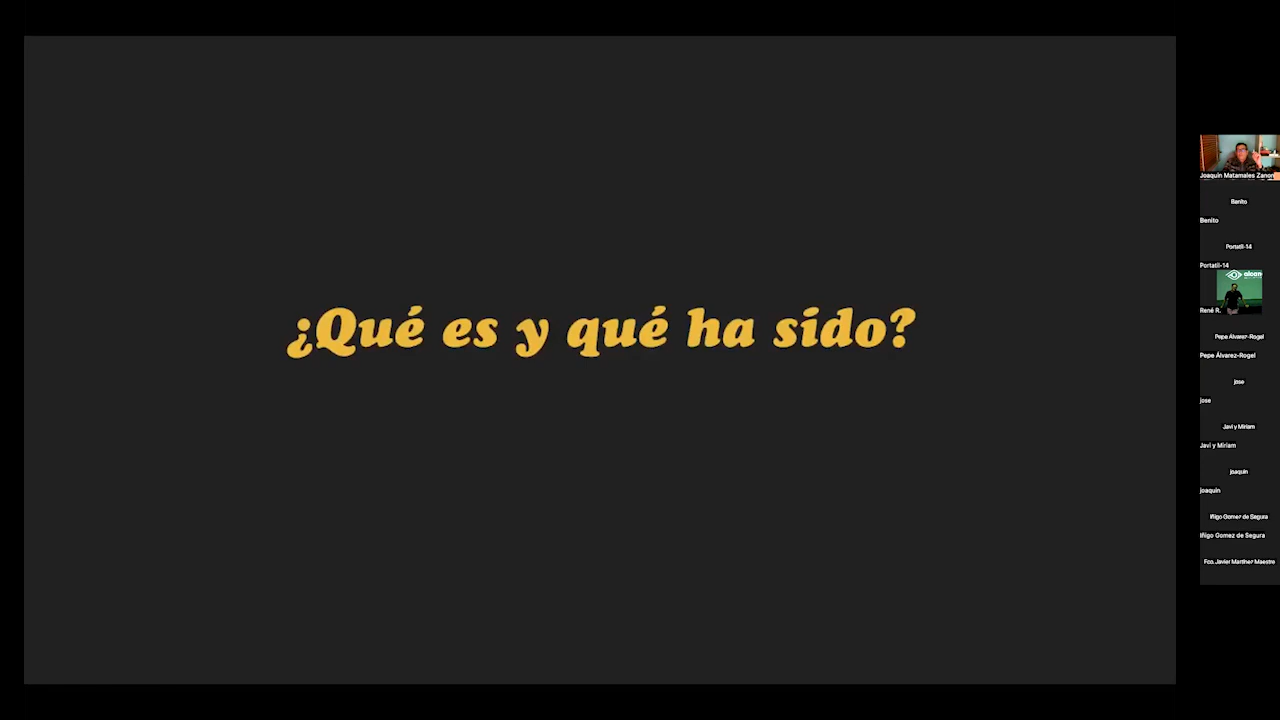 ¿Qué es y qué ha sido?
Joaquín Matamales Zanon
Benito
Benito
Portatil-14
Portatil-14
alcan
René R.
Pepe Álvarez-Rogel
Pepe Álvarez-Rogel
jose
jose
Javi y Miriam
Javi y Miriam
joaquin
joaquin
Iñigo Gomez de Segura
Iñigo Gomez de Segura
Fco. Javier Martínez Maestre